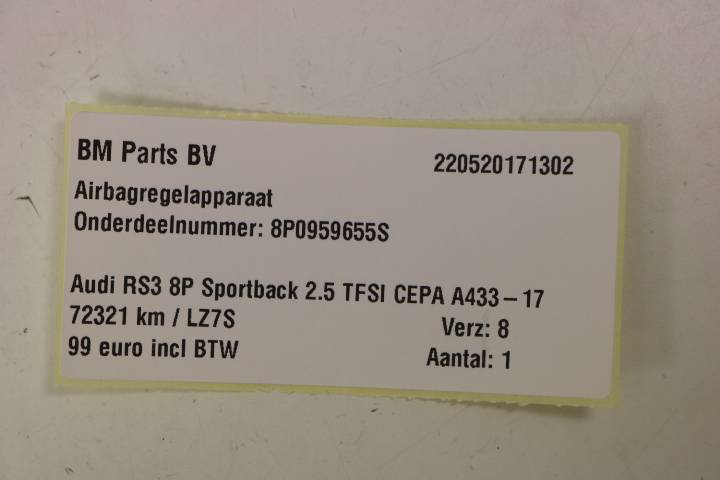 BM Parts BV 220520171302
Airbagregelapparaat
Onderdeelnummer: 8P0959655S
Audi RS3 8P Sportback 2.5 TFSI CEPA A433 – 17
72321 km / LZ7S Verz: 8
99 euro incl BTW Aantal: 1